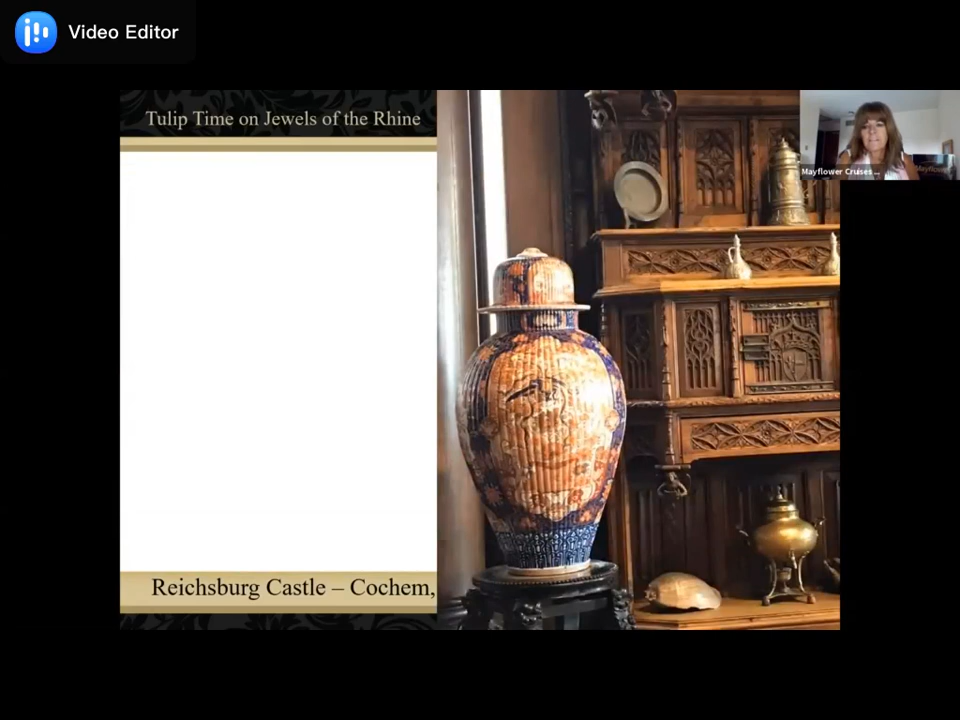 Video Editor
Tulip Time on Jewels of the Rhine
Mayflower Cruises ...
Reichsburg Castle – Cochem,